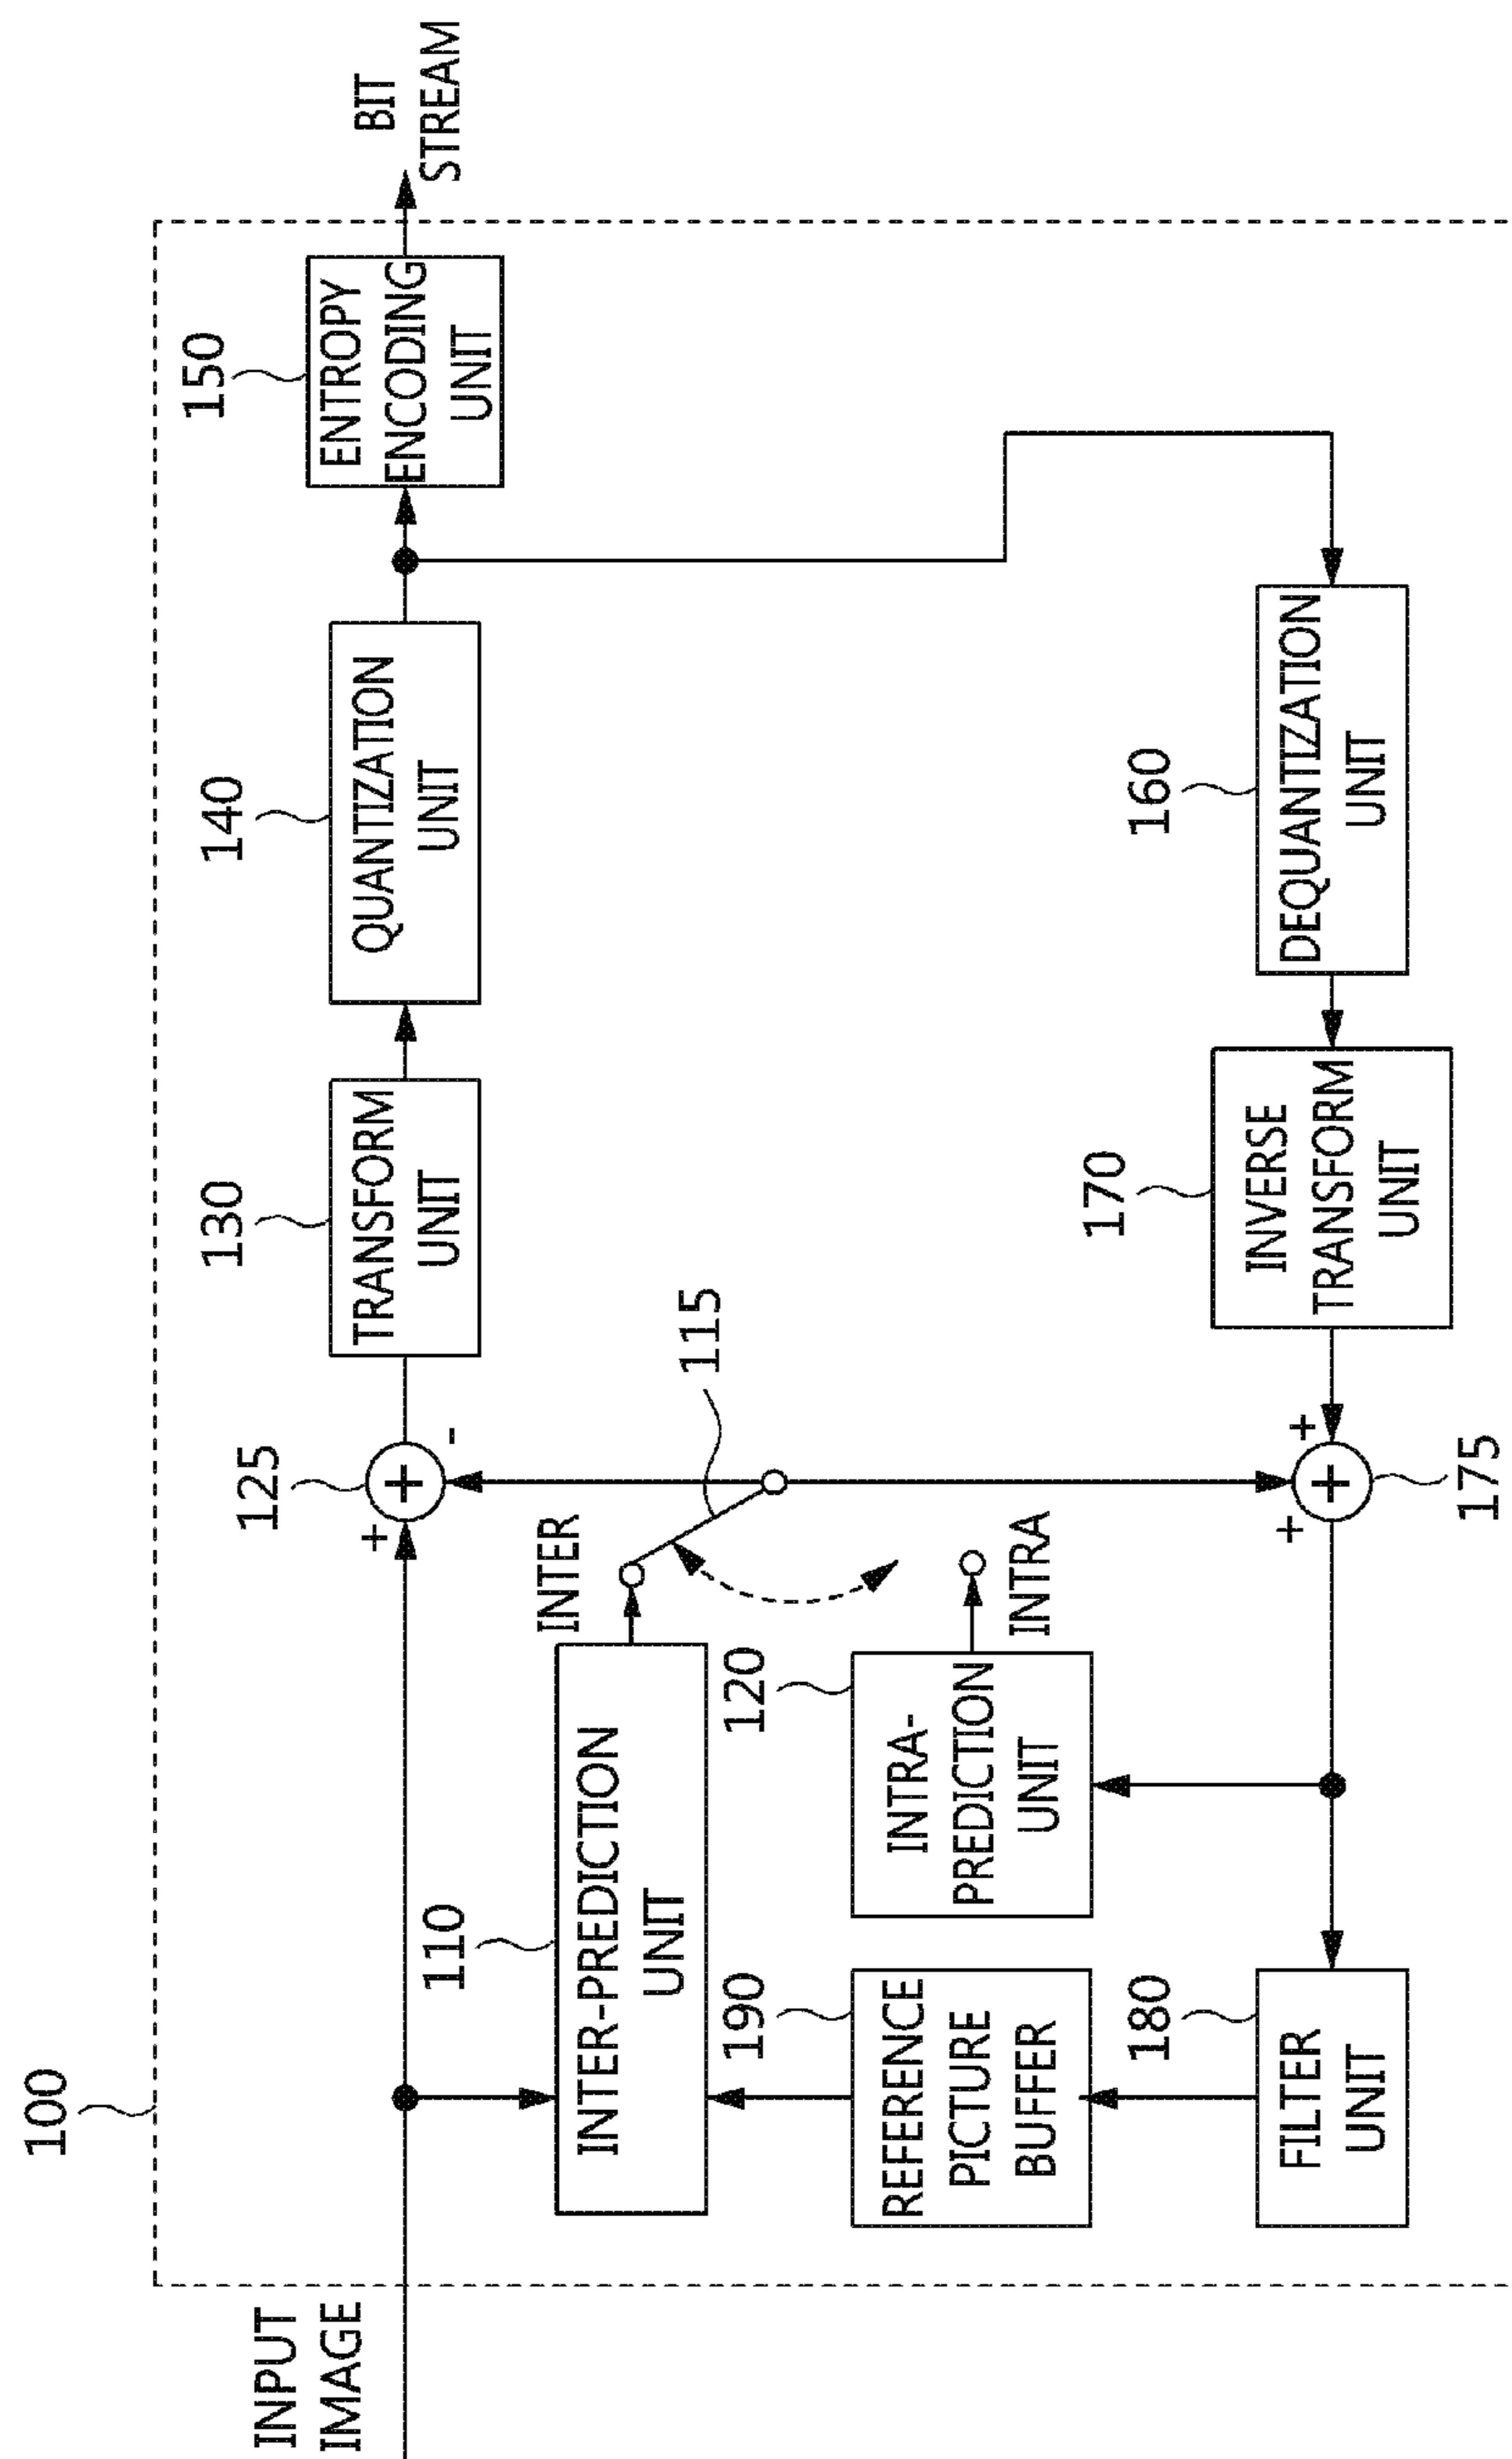 100
INPUT
IMAGE
125
+
+
-
130
TRANSFORM
UNIT
140
QUANTIZATION
UNIT
150
ENTROPY
ENCODING
UNIT
BIT
STREAM
110
INTER-PREDICTION
UNIT
INTER
115
190
REFERENCE
PICTURE
BUFFER
120
INTRA-
PREDICTION
UNIT
INTRA
180
FILTER
UNIT
+
+
+
175
170
INVERSE
TRANSFORM
UNIT
160
DEQUANTIZATION
UNIT